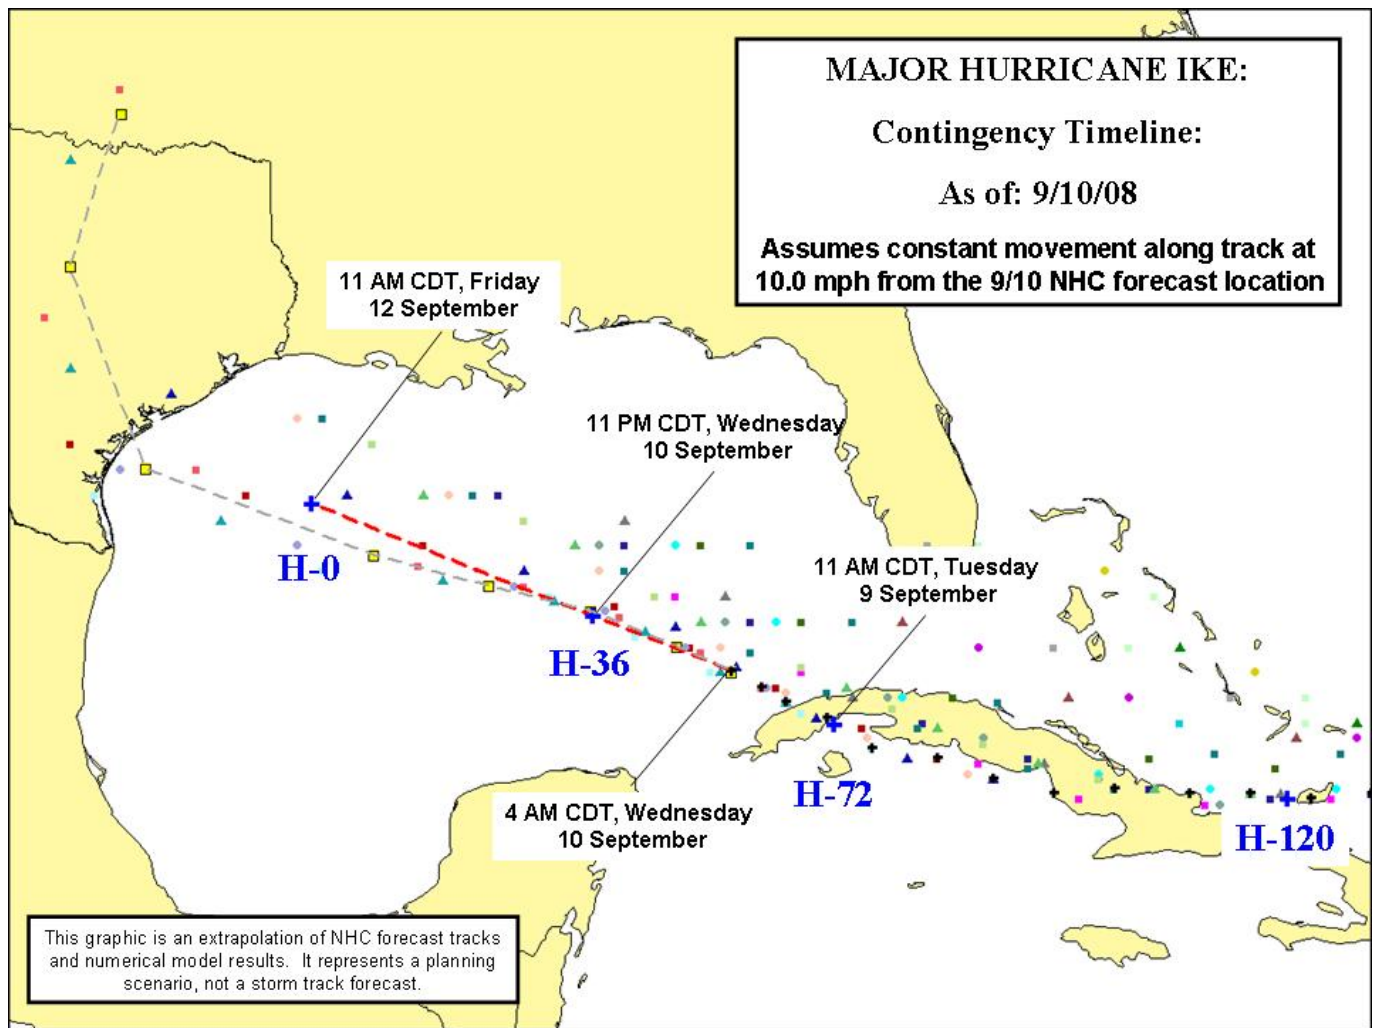 MAJOR HURRICANE IKE:
Contingency Timeline:
As of: 9/10/08
Assumes constant movement along track at
10.0 mph from the 9/10 NHC forecast location
11 AM CDT, Friday
12 September
11 PM CDT, Wednesday
10 September
H-0
11 AM CDT, Tuesday
9 September
H-36
H-72
4 AM CDT, Wednesday
10 September
H-120
This graphic is an extrapolation of NHC forecast tracks
and numerical model results. It represents a planning
scenario, not a storm track forecast.